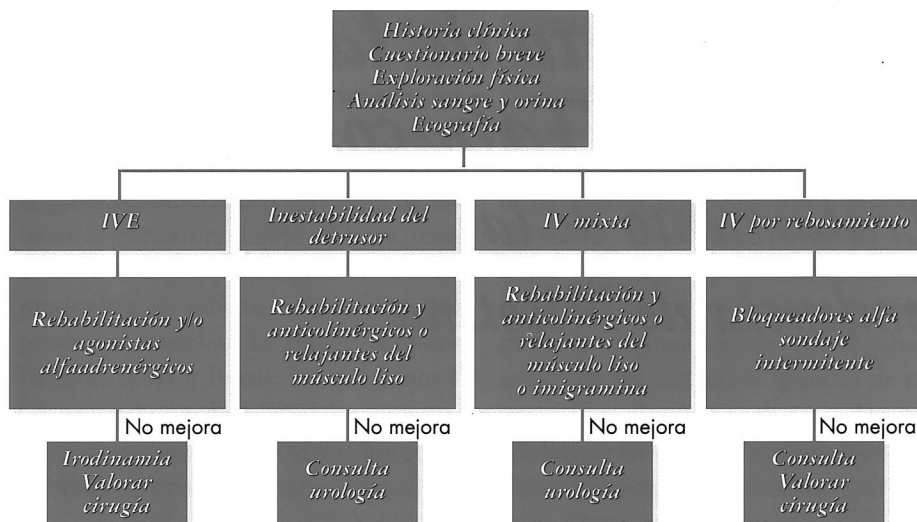 Historia clínica
Cuestionario breve
Exploración física
Análisis sangre y orina
Ecografía
IVE
Inestabilidad del
detrusor
IV mixta
IV por rebosamiento
Rehabilitación y/o
agonistas
alfaadrenérgicos
Rehabilitación y
anticolinérgicos o
relajantes del
músculo liso
Rehabilitación y
anticolinérgicos o
relajantes del
músculo liso
o imigramina
Bloqueadores alfa
sondaje
intermitente
No mejora
No mejora
No mejora
No mejora
Irodinamia
Valorar
cirugía
Consulta
urología
Consulta
urología
Consulta
Valorar
cirugía